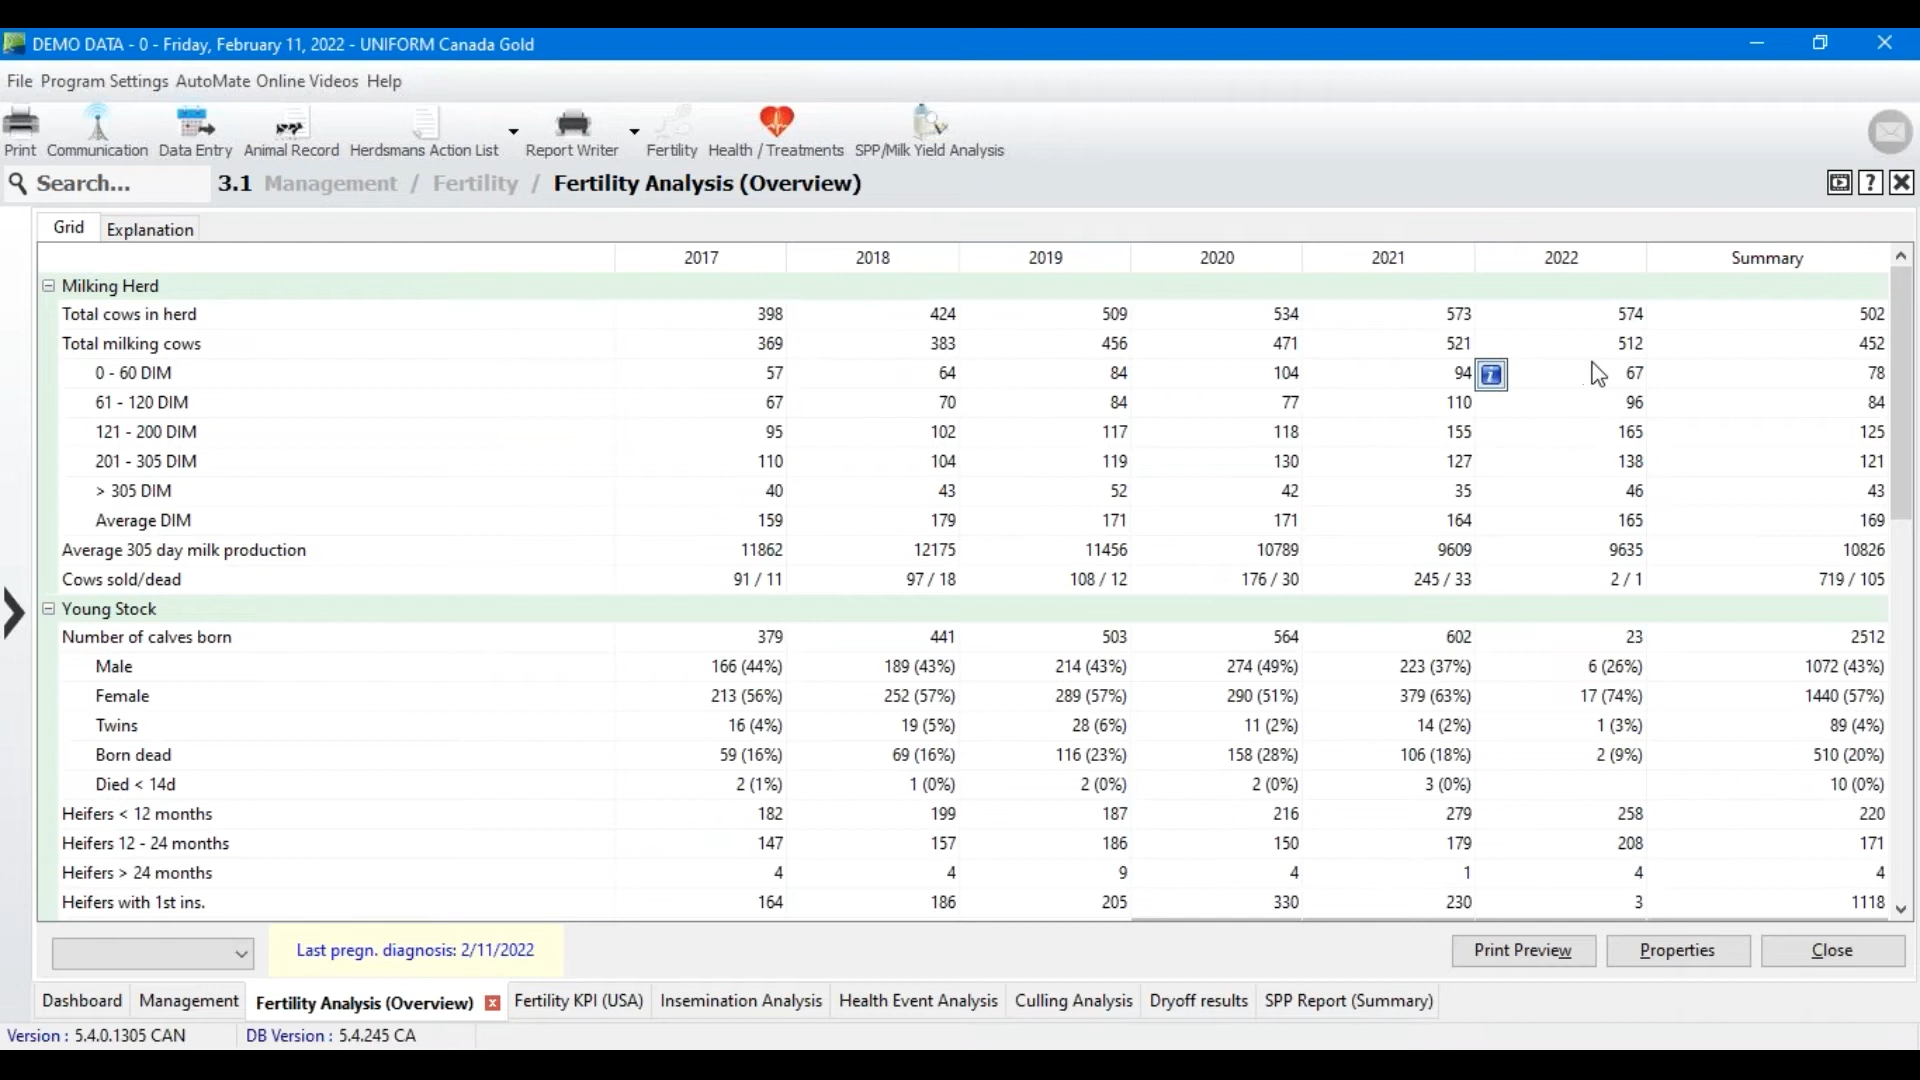 DEMO DATA - 0 - Friday, February 11, 2022 - UNIFORM Canada Gold
File Program Settings AutoMate Online Videos Help
Print Communication Data Entry Animal Record Herdsmans Action List Report Writer Fertility Health / Treatments SPP/Milk Yield Analysis
Search... 3.1 Management / Fertility / Fertility Analysis (Overview)
Grid Explanation
2017 2018 2019 2020 2021 2022 Summary
Milking Herd
Total cows in herd 398 424 509 534 573 574 502
Total milking cows 369 383 456 471 521 512 452
0 - 60 DIM 57 64 84 104 94 67 78
61 - 120 DIM 67 70 84 77 110 96 84
121 - 200 DIM 95 102 117 118 155 165 125
201 - 305 DIM 110 104 119 130 127 138 121
> 305 DIM 40 43 52 42 35 46 43
Average DIM 159 179 171 171 164 165 169
Average 305 day milk production 11862 12175 11456 10789 9609 9635 10826
Cows sold/dead 91 / 11 97 / 18 108 / 12 176 / 30 245 / 33 2 / 1 719 / 105
Young Stock
Number of calves born 379 441 503 564 602 23 2512
Male 166 (44%) 189 (43%) 214 (43%) 274 (49%) 223 (37%) 6 (26%) 1072 (43%)
Female 213 (56%) 252 (57%) 289 (57%) 290 (51%) 379 (63%) 17 (74%) 1440 (57%)
Twins 16 (4%) 19 (5%) 28 (6%) 11 (2%) 14 (2%) 1 (3%) 89 (4%)
Born dead 59 (16%) 69 (16%) 116 (23%) 158 (28%) 106 (18%) 2 (9%) 510 (20%)
Died < 14d 2 (1%) 1 (0%) 2 (0%) 2 (0%) 3 (0%) 10 (0%)
Heifers < 12 months 182 199 187 216 279 258 220
Heifers 12 - 24 months 147 157 186 150 179 208 171
Heifers > 24 months 4 4 9 4 1 4 4
Heifers with 1st ins. 164 186 205 330 230 3 1118
Last pregn. diagnosis: 2/11/2022 Print Preview Properties Close
Dashboard Management Fertility Analysis (Overview) Fertility KPI (USA) Insemination Analysis Health Event Analysis Culling Analysis Dryoff results SPP Report (Summary)
Version : 5.4.0.1305 CAN DB Version : 5.4.245 CA